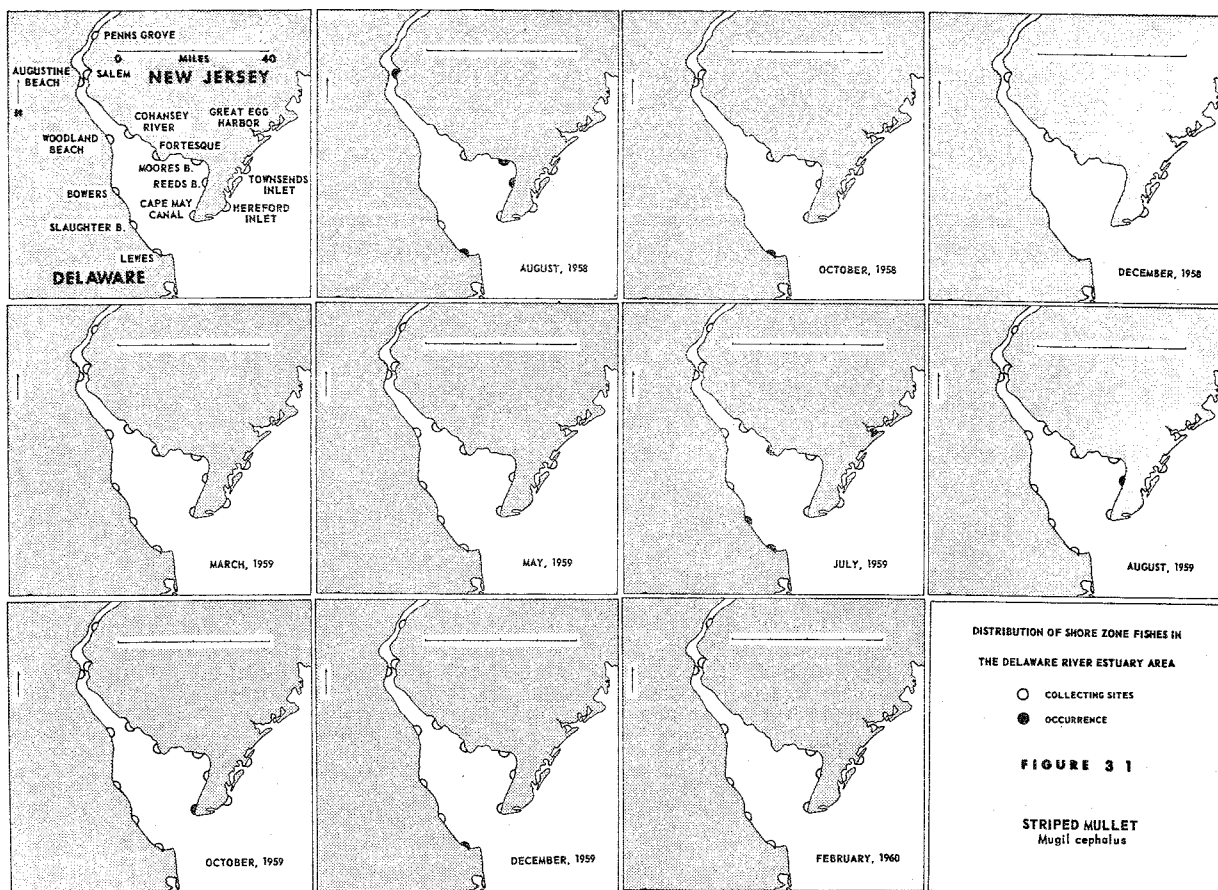 PENNS GROVE
0 MILES 40
AUGUSTINE
BEACH
SALEM
NEW JERSEY
COHANSEY
RIVER
GREAT EGG
HARBOR
WOODLAND
BEACH
FORTESQUE
MOORES B.
REEDS B.
TOWNSENDS
INLET
BOWERS
CAPE MAY
CANAL
HEREFORD
INLET
SLAUGHTER B.
LEWES
DELAWARE
AUGUST, 1958
OCTOBER, 1958
DECEMBER, 1958
MARCH, 1959
MAY, 1959
JULY, 1959
AUGUST, 1959
OCTOBER, 1959
DECEMBER, 1959
FEBRUARY, 1960
DISTRIBUTION OF SHORE ZONE FISHES IN
THE DELAWARE RIVER ESTUARY AREA
COLLECTING SITES
OCCURRENCE
FIGURE 31
STRIPED MULLET
Mugil cephalus